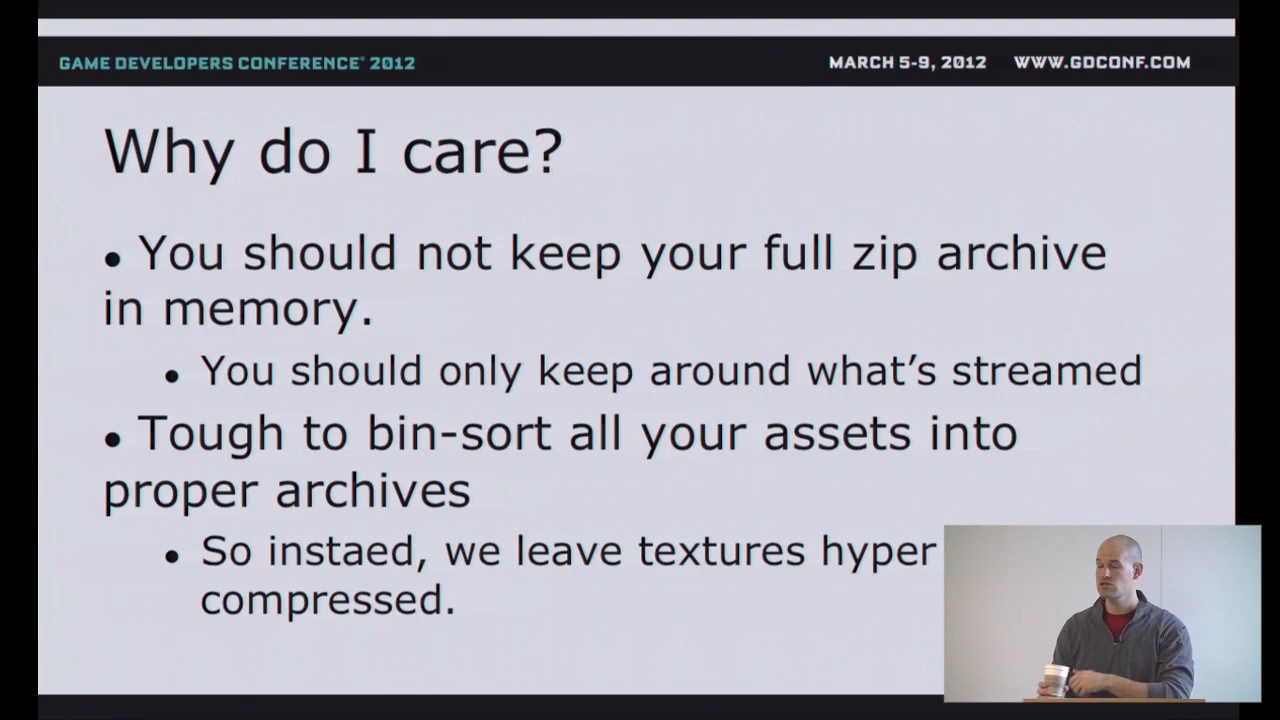 GAME DEVELOPERS CONFERENCE® 2012
MARCH 5-9, 2012 WWW.GDCONF.COM
Why do I care?
• You should not keep your full zip archive
in memory.
• You should only keep around what’s streamed
• Tough to bin-sort all your assets into
proper archives
• So instaed, we leave textures hyper
compressed.